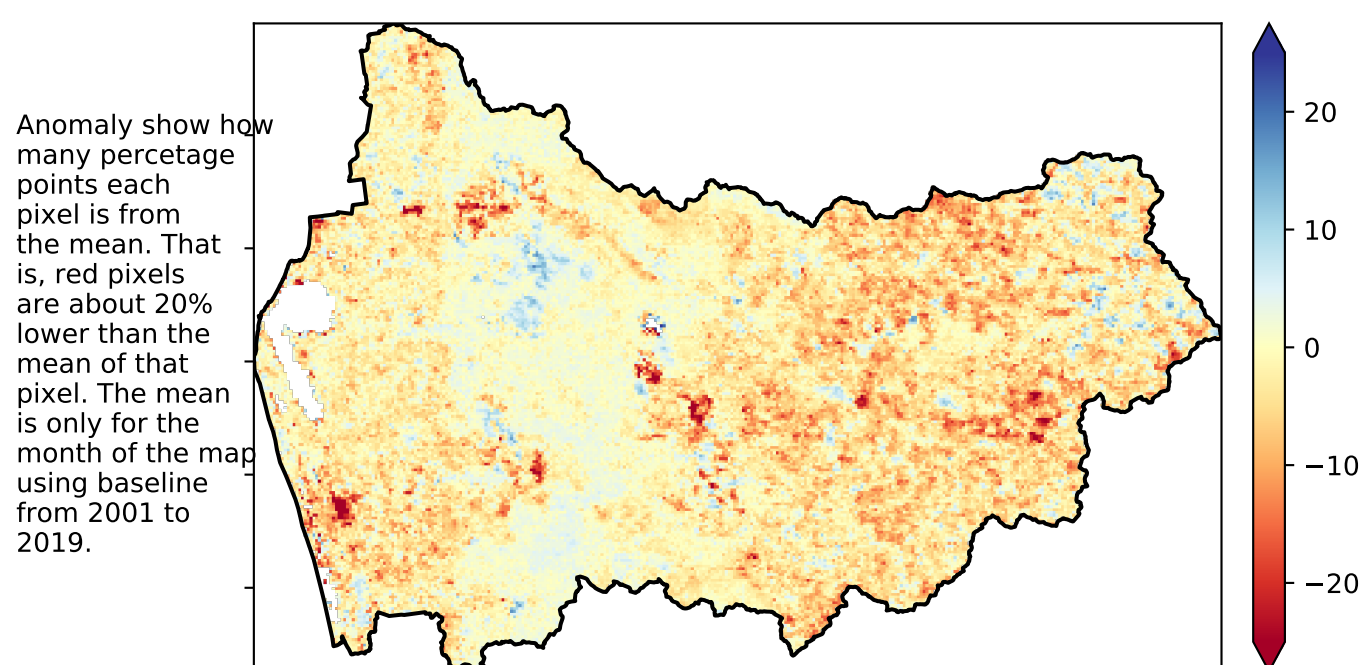 Anomaly show how
many percetage
points each
pixel is from
the mean. That
is, red pixels
are about 20%
lower than the
mean of that
pixel. The mean
is only for the
month of the map
using baseline
from 2001 to
2019.
20
10
0
−10
−20